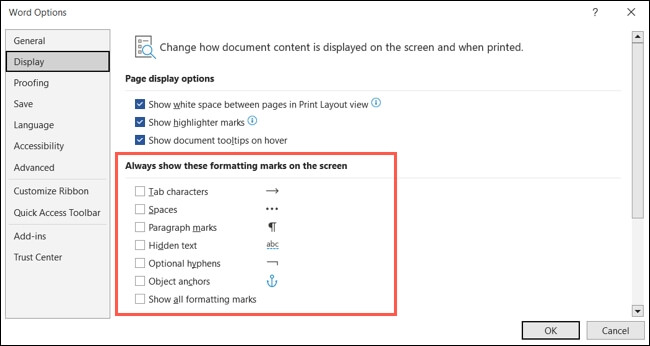 Word Options
?
General
Display
Proofing
Save
Language
Accessibility
Advanced
Customize Ribbon
Quick Access Toolbar
Add-ins
Trust Center
Change how document content is displayed on the screen and when printed.
Page display options
Show white space between pages in Print Layout view
Show highlighter marks
Show document tooltips on hover
Always show these formatting marks on the screen
Tab characters →
Spaces •••
Paragraph marks ¶
Hidden text abc
Optional hyphens ¬
Object anchors
Show all formatting marks
OK Cancel